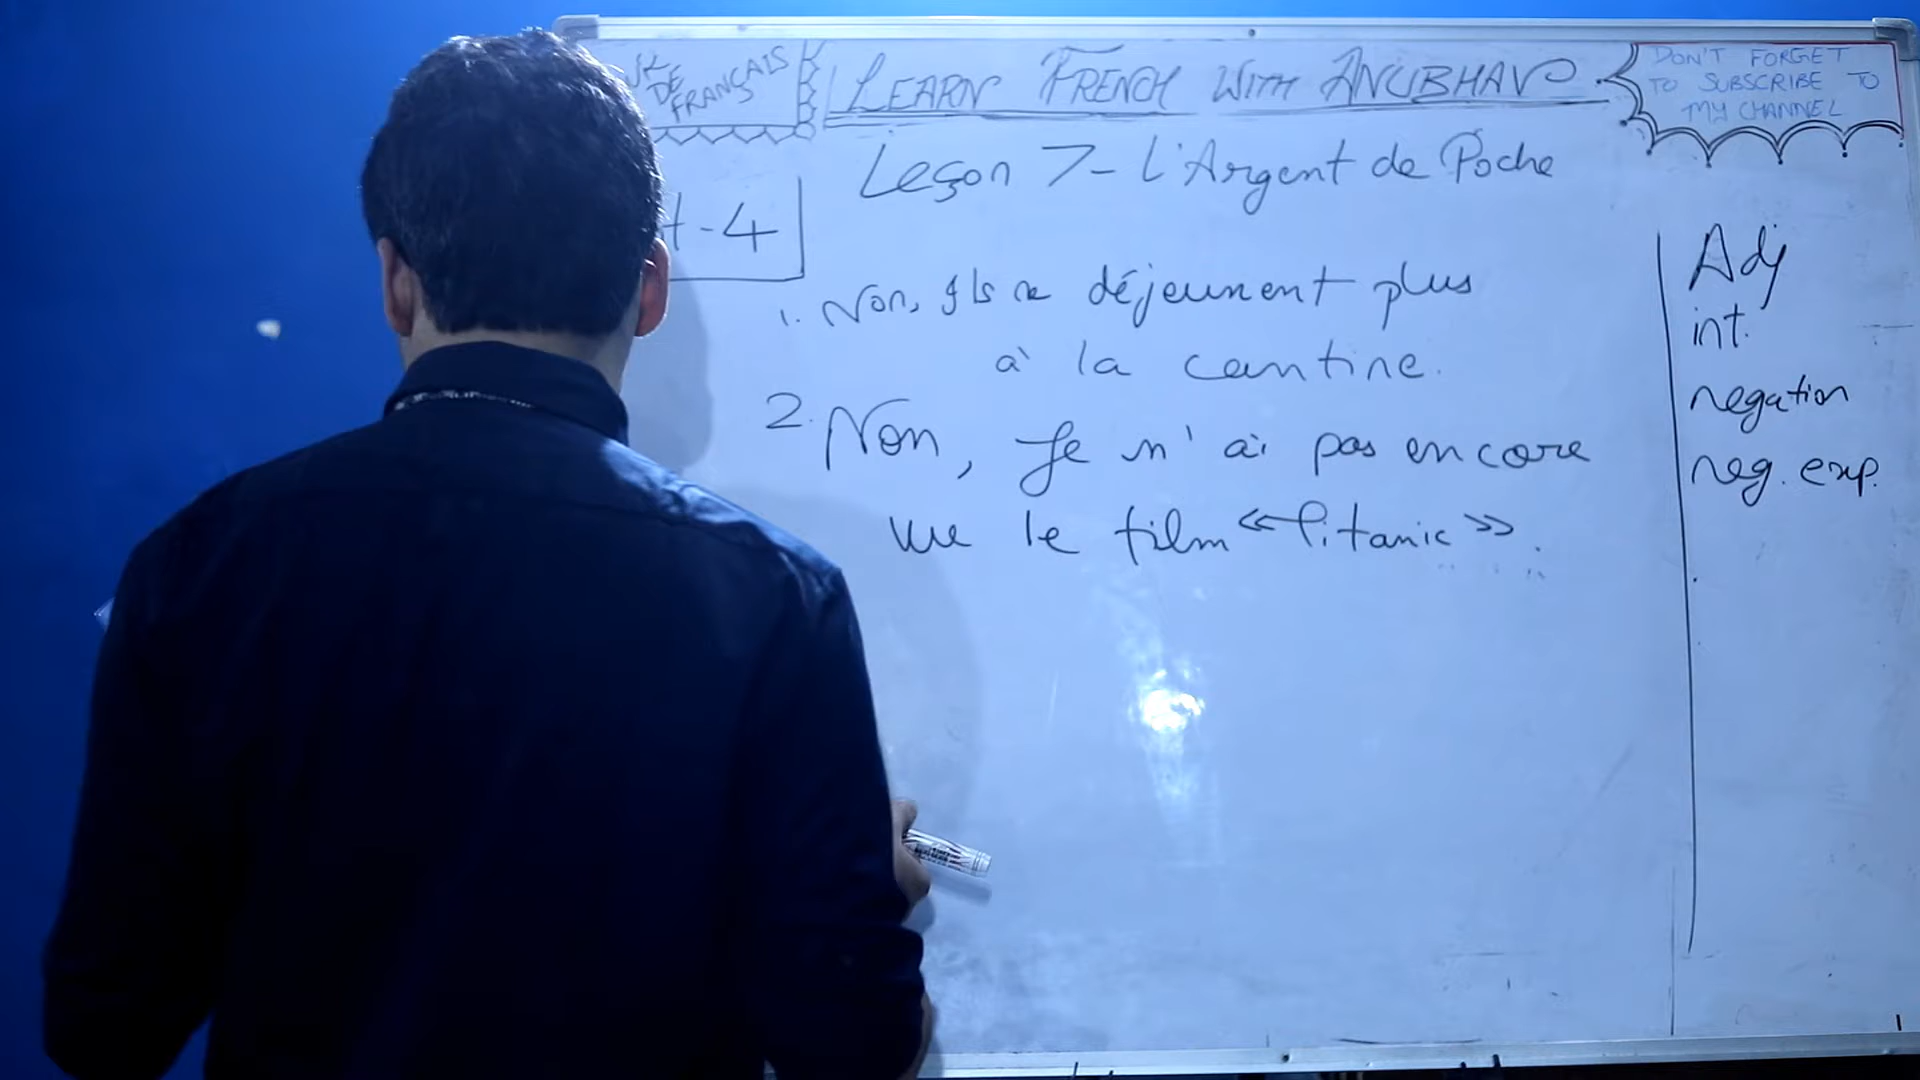 DE
FRANÇAIS
LEARN FRENCH WITH ANUBHAV
DON'T FORGET
TO SUBSCRIBE TO
MY CHANNEL
Leçon 7 - L'Argent de Poche
- 4
1. Non, Ils ne déjeunent plus
à la cantine.
2. Non, Je n'ai pas encore
vu le film «Titanic».
Adj
int.
negation
neg. exp.